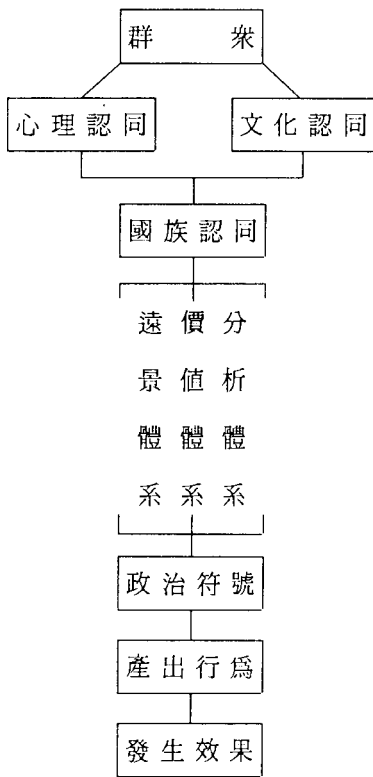 群衆
心理認同
文化認同
國族認同
分析體系
價值體系
遠景體系
政治符號
產出行爲
發生效果